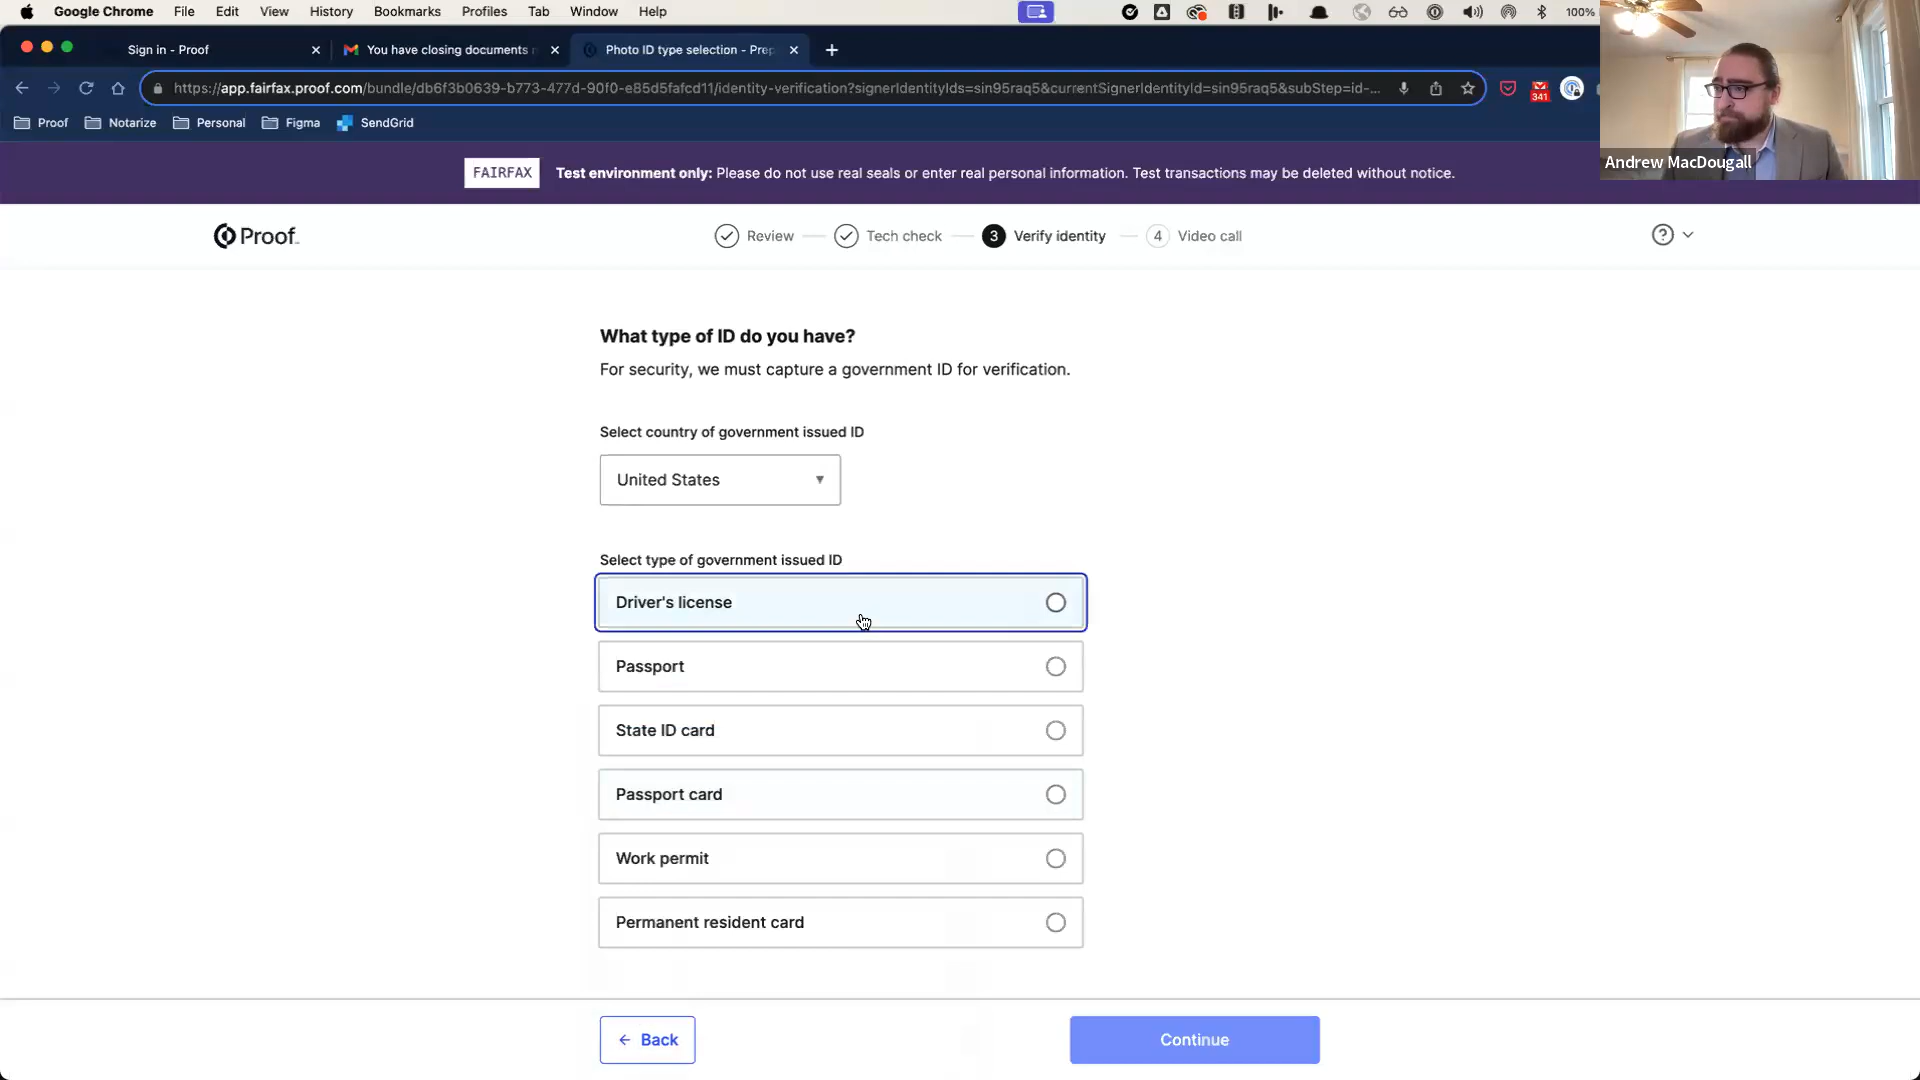 Google Chrome File Edit View History Bookmarks Profiles Tab Window Help 100%
Sign in - Proof
You have closing documents
Photo ID type selection - Prep
https://app.fairfax.proof.com/bundle/db6f3b0639-b773-477d-90f0-e85d5fafcd11/identity-verification?signerIdentityIds=sin95raq5&currentSignerIdentityId=sin95raq5&subStep=id-...
341
Proof Notarize Personal Figma SendGrid
Andrew MacDougall
FAIRFAX Test environment only: Please do not use real seals or enter real personal information. Test transactions may be deleted without notice.
Proof
Review Tech check 3 Verify identity 4 Video call
?
What type of ID do you have?
For security, we must capture a government ID for verification.
Select country of government issued ID
United States
Select type of government issued ID
Driver's license
Passport
State ID card
Passport card
Work permit
Permanent resident card
← Back
Continue